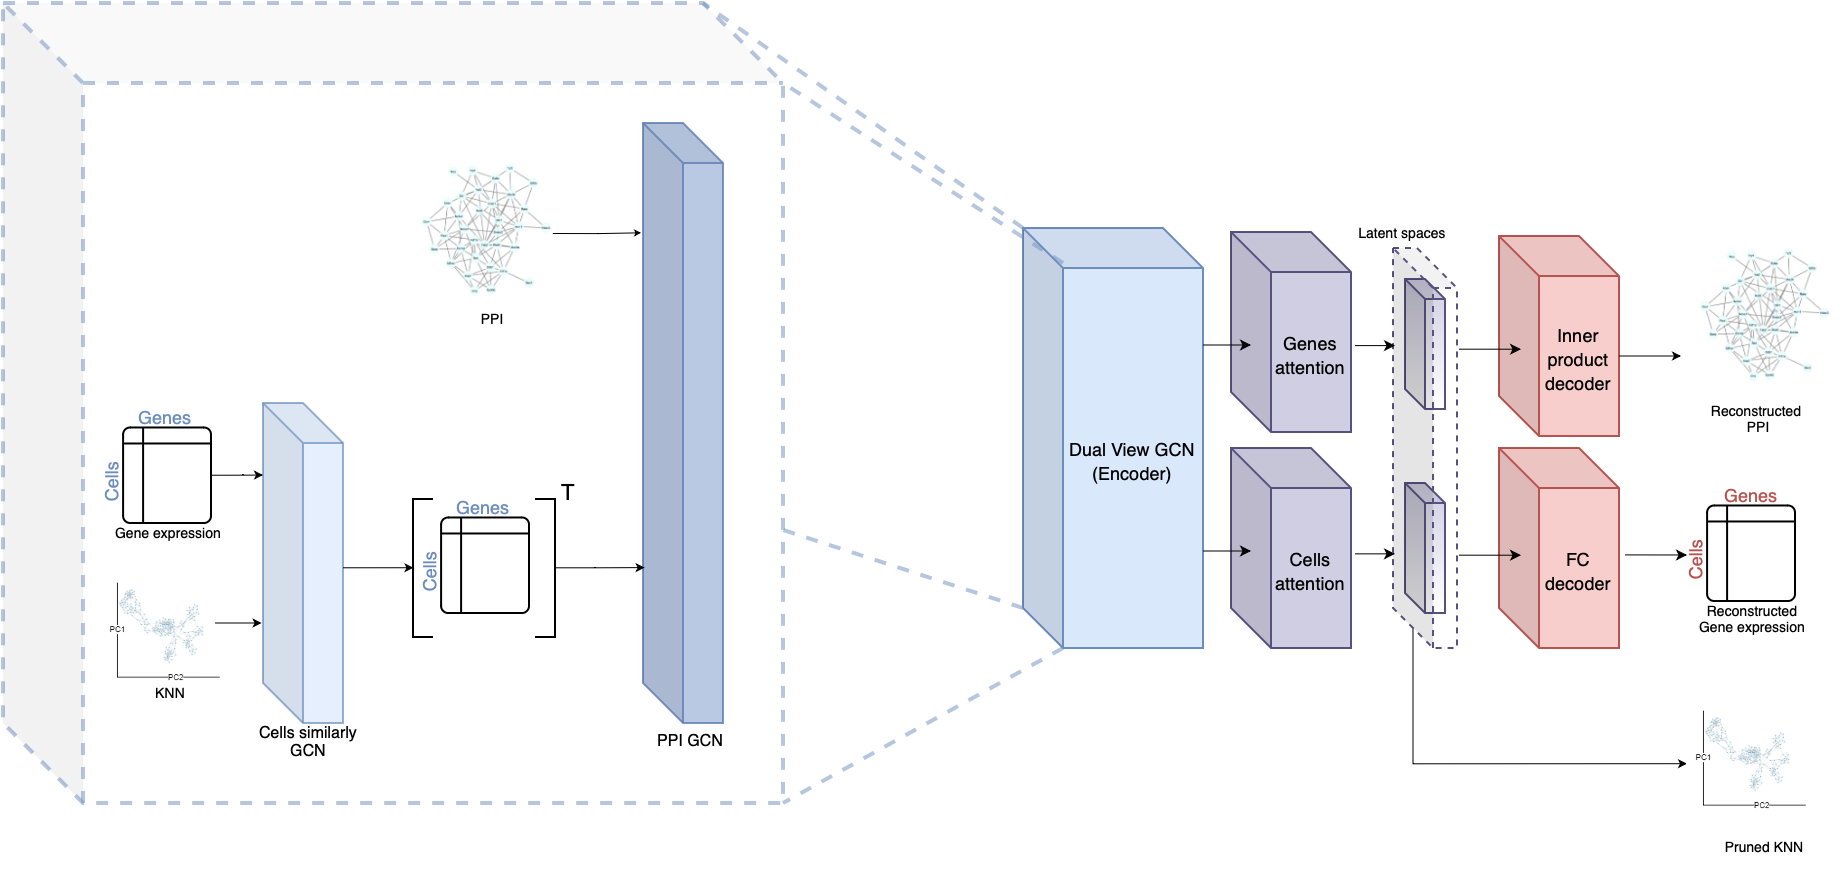 PPI
Genes
Cells
Gene expression
PC1
PC2
KNN
Cells similarly
GCN
Genes
Cells
T
PPI GCN
Dual View GCN
(Encoder)
Genes
attention
Cells
attention
Latent spaces
Inner
product
decoder
FC
decoder
Reconstructed
PPI
Genes
Cells
Reconstructed
Gene expression
PC1
PC2
Pruned KNN